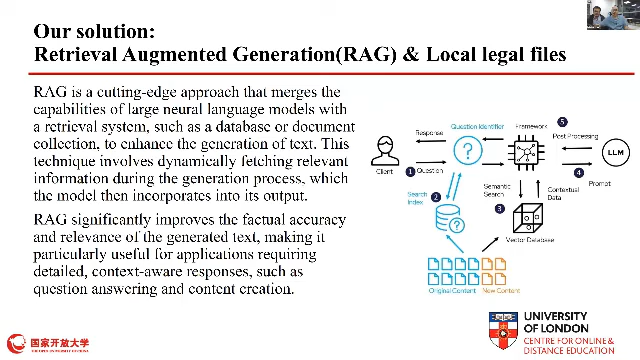 Our solution:
Retrieval Augmented Generation(RAG) & Local legal files
RAG is a cutting-edge approach that merges the
capabilities of large neural language models with
a retrieval system, such as a database or document
collection, to enhance the generation of text. This
technique involves dynamically fetching relevant
information during the generation process, which
the model then incorporates into its output.
RAG significantly improves the factual accuracy
and relevance of the generated text, making it
particularly useful for applications requiring
detailed, context-aware responses, such as
question answering and content creation.
Question Identifier
Framework
5
Response
Post Processing
?
LLM
Client
1
Question
4
Prompt
Search
Index
2
Semantic
Search
Contextual
Data
3
?
Vector Database
Original Content
New Content
国家开放大学
UNIVERSITY
OF LONDON
CENTRE FOR ONLINE &
DISTANCE EDUCATION